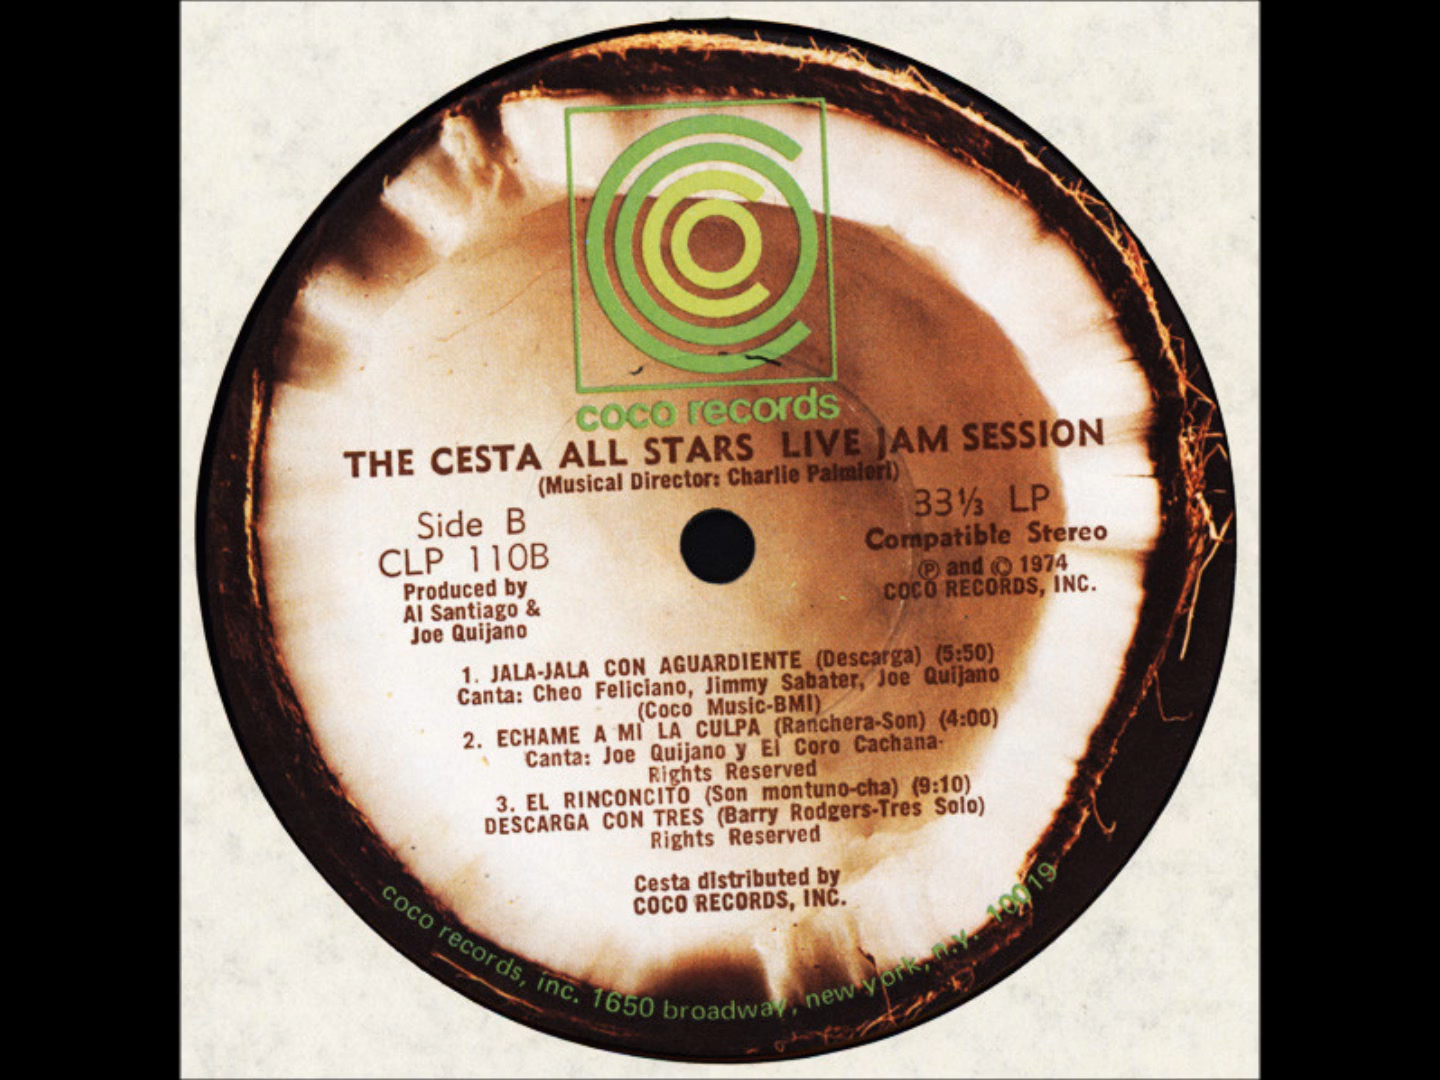 coco records
THE CESTA ALL STARS LIVE JAM SESSION
(Musical Director: Charlie Palmieri)
Side B
CLP 110B
Produced by
Al Santiago &
Joe Quijano
33⅓ LP
Compatible Stereo
℗ and © 1974
COCO RECORDS, INC.
1. JALA-JALA CON AGUARDIENTE (Descarga) (5:50)
Canta: Cheo Feliciano, Jimmy Sabater, Joe Quijano
(Coco Music-BMI)
2. ECHAME A MI LA CULPA (Ranchera-Son) (4:00)
Canta: Joe Quijano y El Coro Cachana-
Rights Reserved
3. EL RINCONCITO (Son montuno-cha) (9:10)
DESCARGA CON TRES (Barry Rodgers-Tres Solo)
Rights Reserved
Cesta distributed by
COCO RECORDS, INC.
coco records, inc. 1650 broadway, new york, n.y. 10019